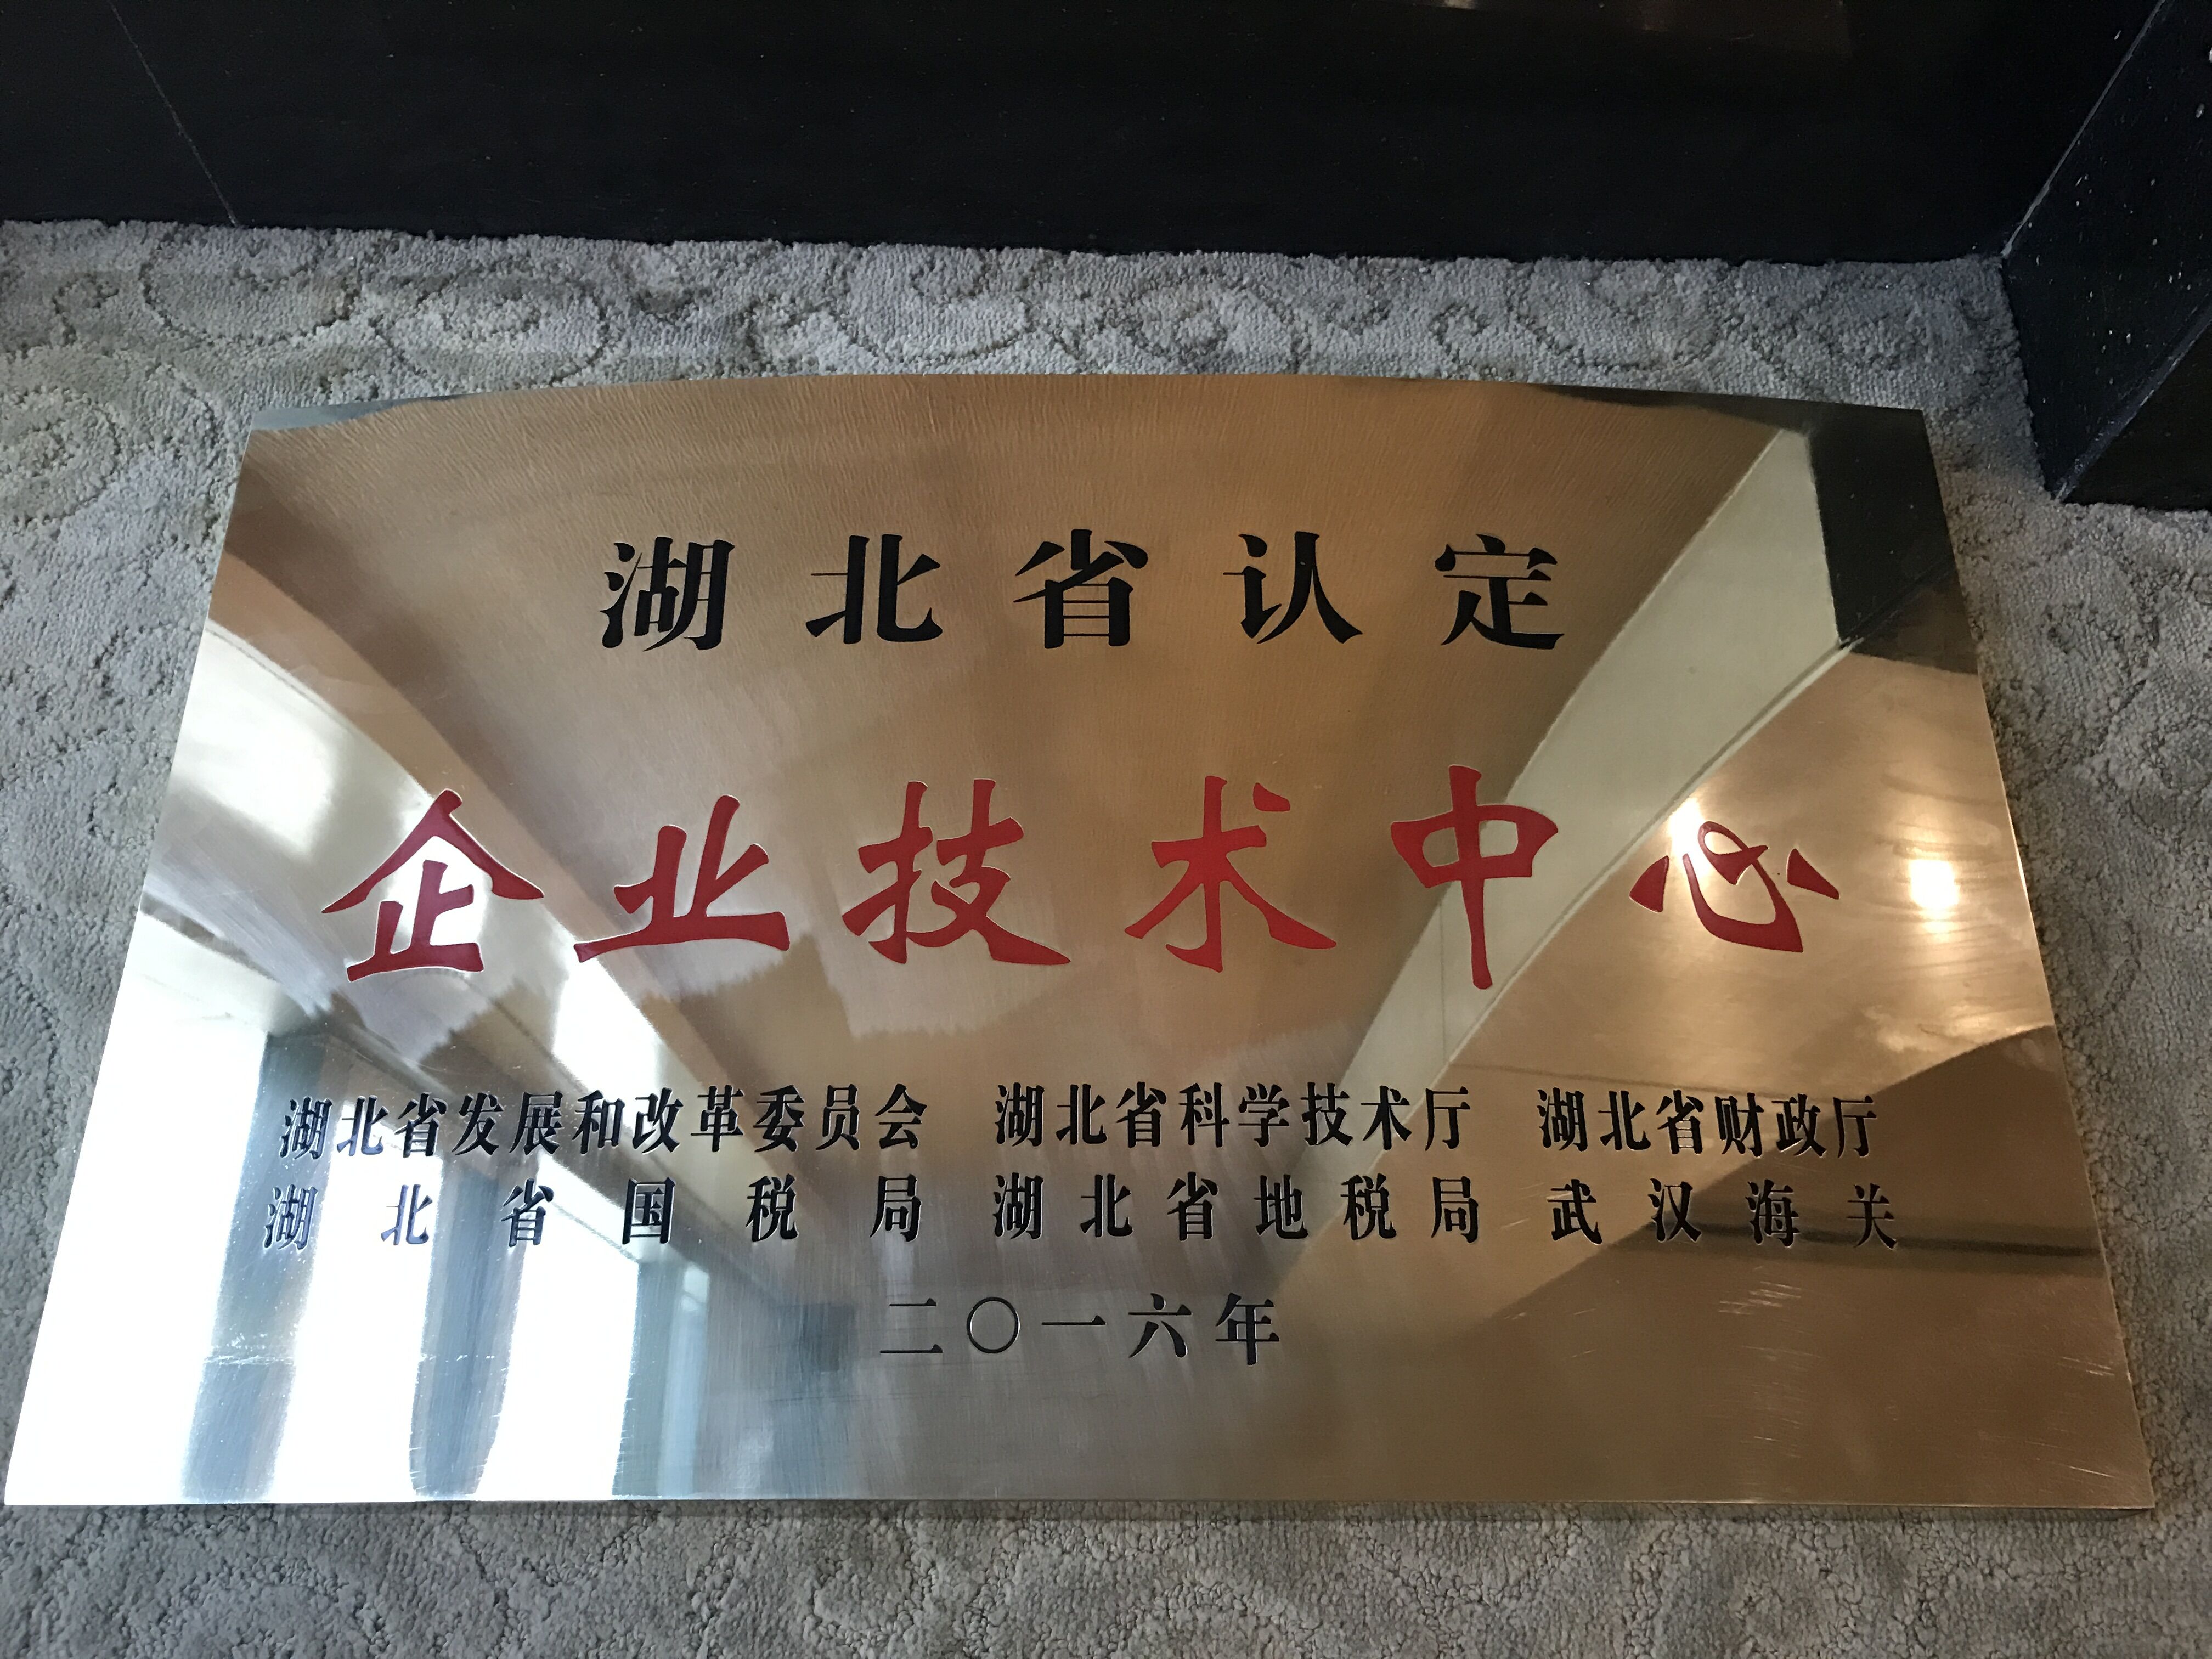 湖北省认定
企业技术中心
湖北省发展和改革委员会 湖北省科学技术厅 湖北省财政厅
湖北省国税局 湖北省地税局 武汉海关
二〇一六年